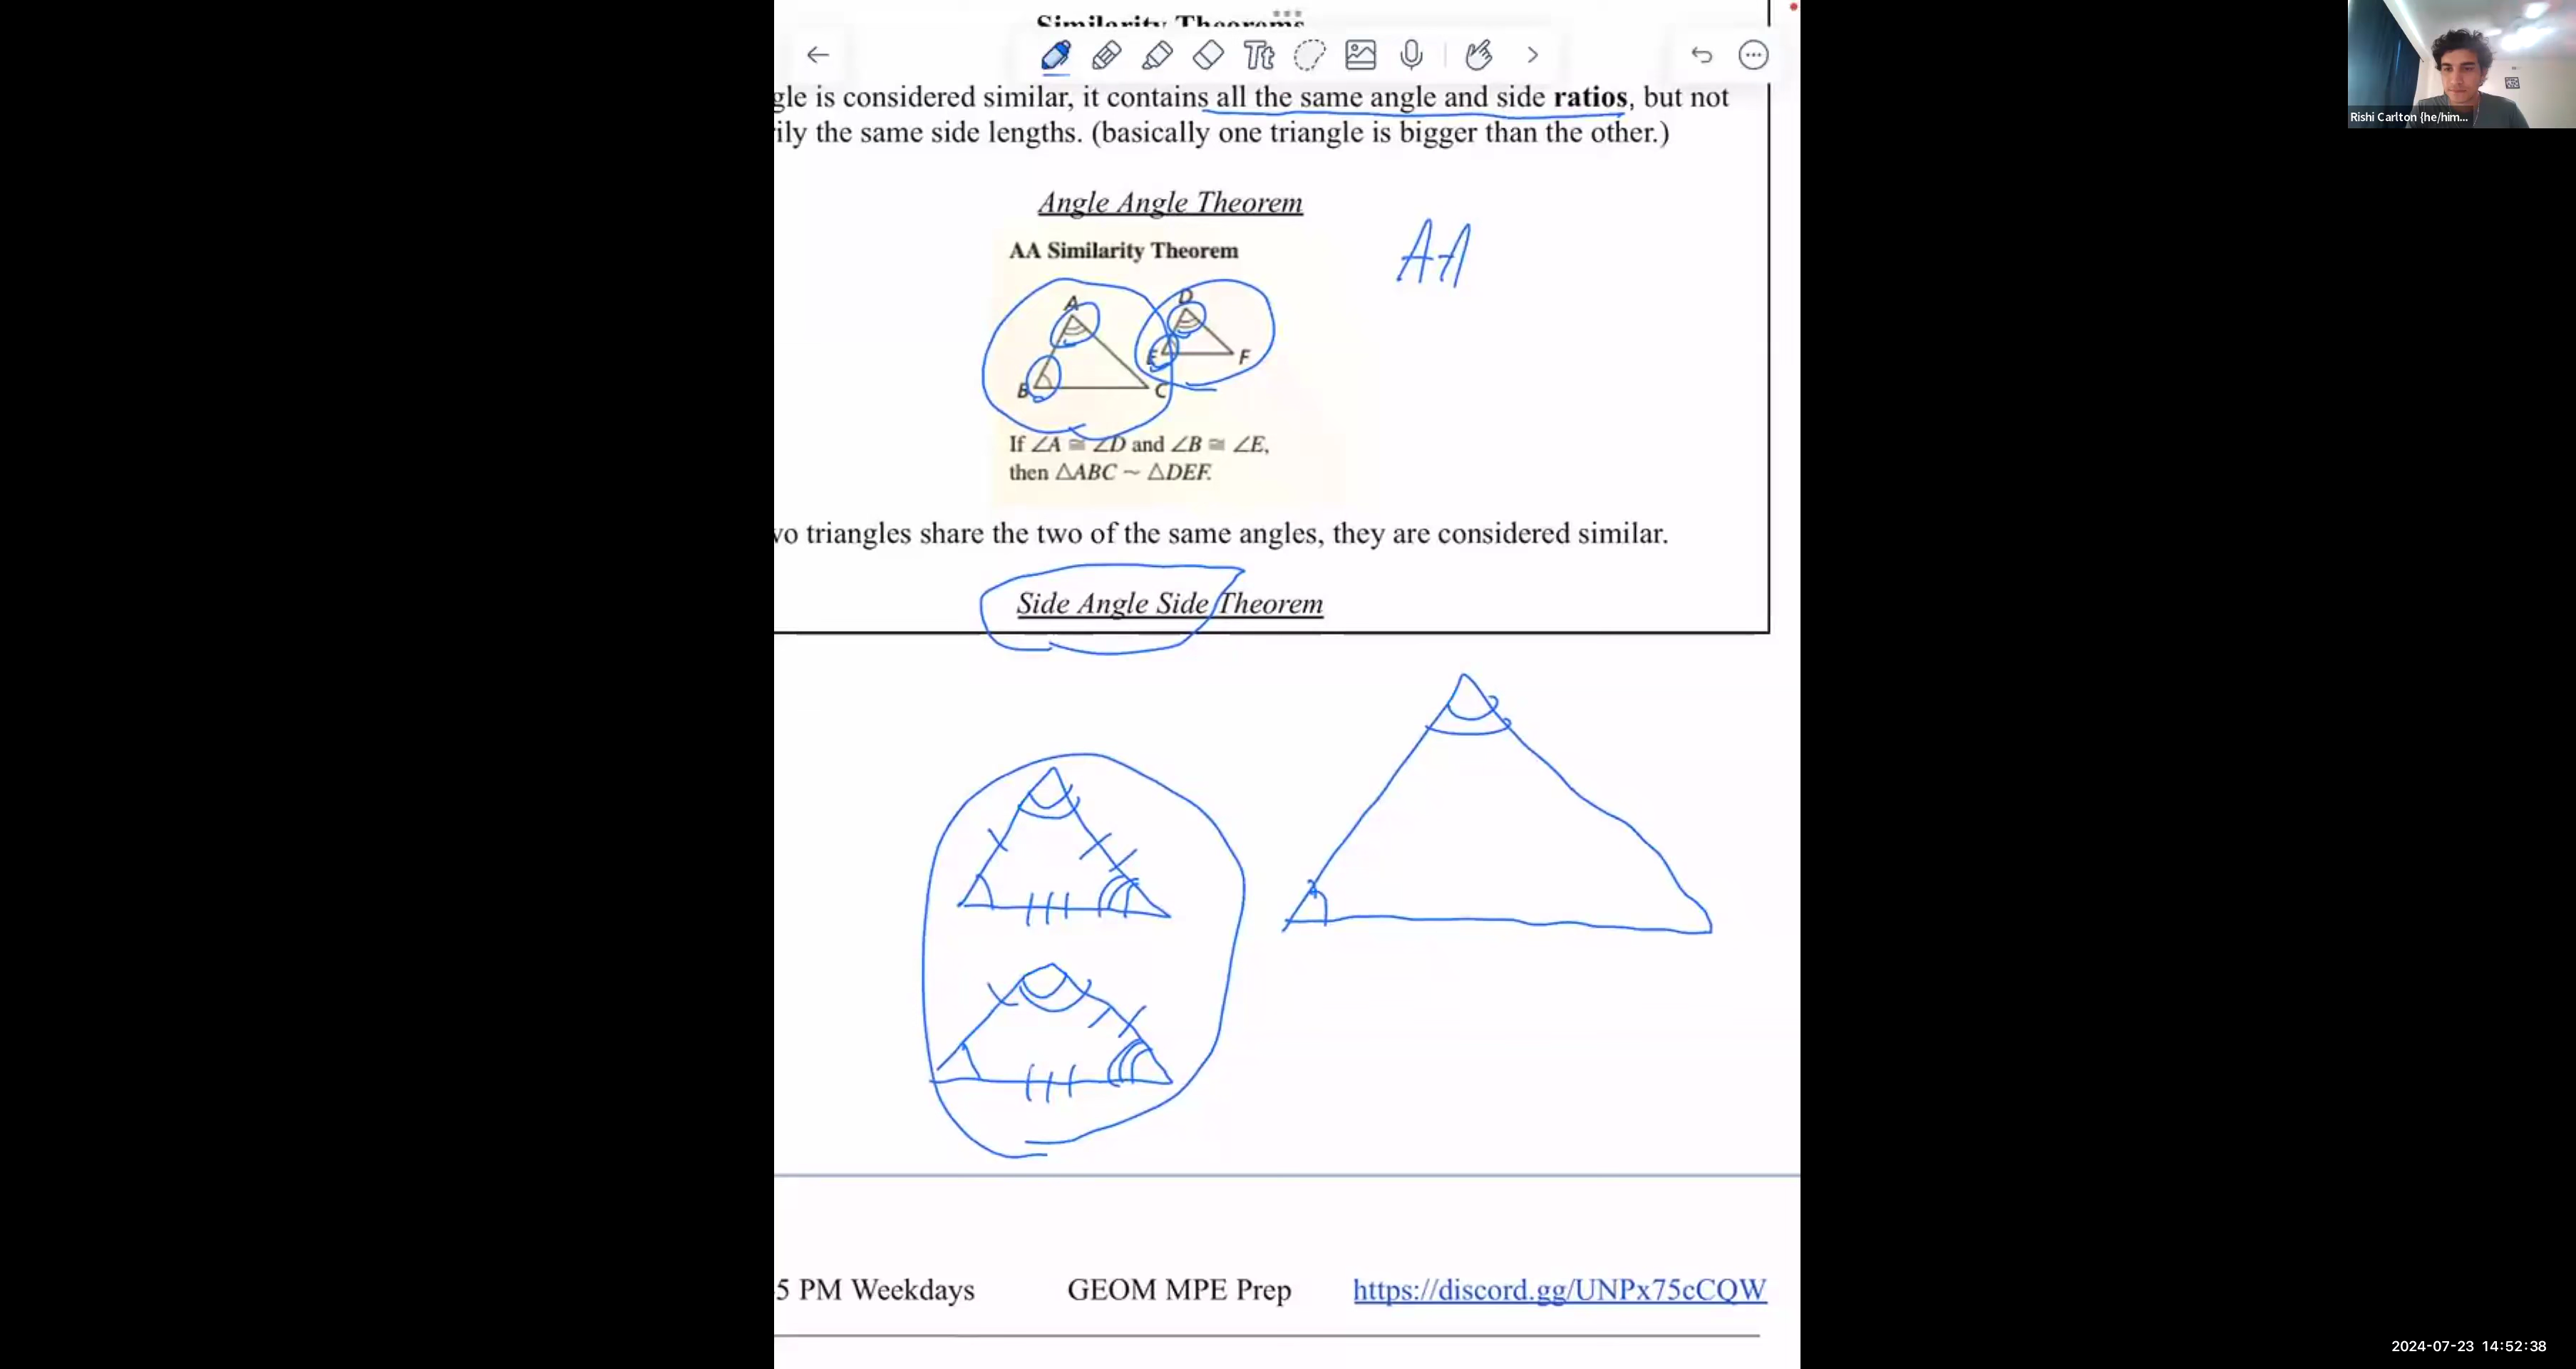 Similarity Theorems
gle is considered similar, it contains all the same angle and side ratios, but not
ily the same side lengths. (basically one triangle is bigger than the other.)
Angle Angle Theorem
AA Similarity Theorem
AA
A
D
E
F
B
C
If ∠A ≅ ∠D and ∠B ≅ ∠E,
then △ABC ~ △DEF.
vo triangles share the two of the same angles, they are considered similar.
Side Angle Side Theorem
5 PM Weekdays GEOM MPE Prep https://discord.gg/UNPx75cCQW
Rishi Carlton {he/him...
Tt
2024-07-23 14:52:38